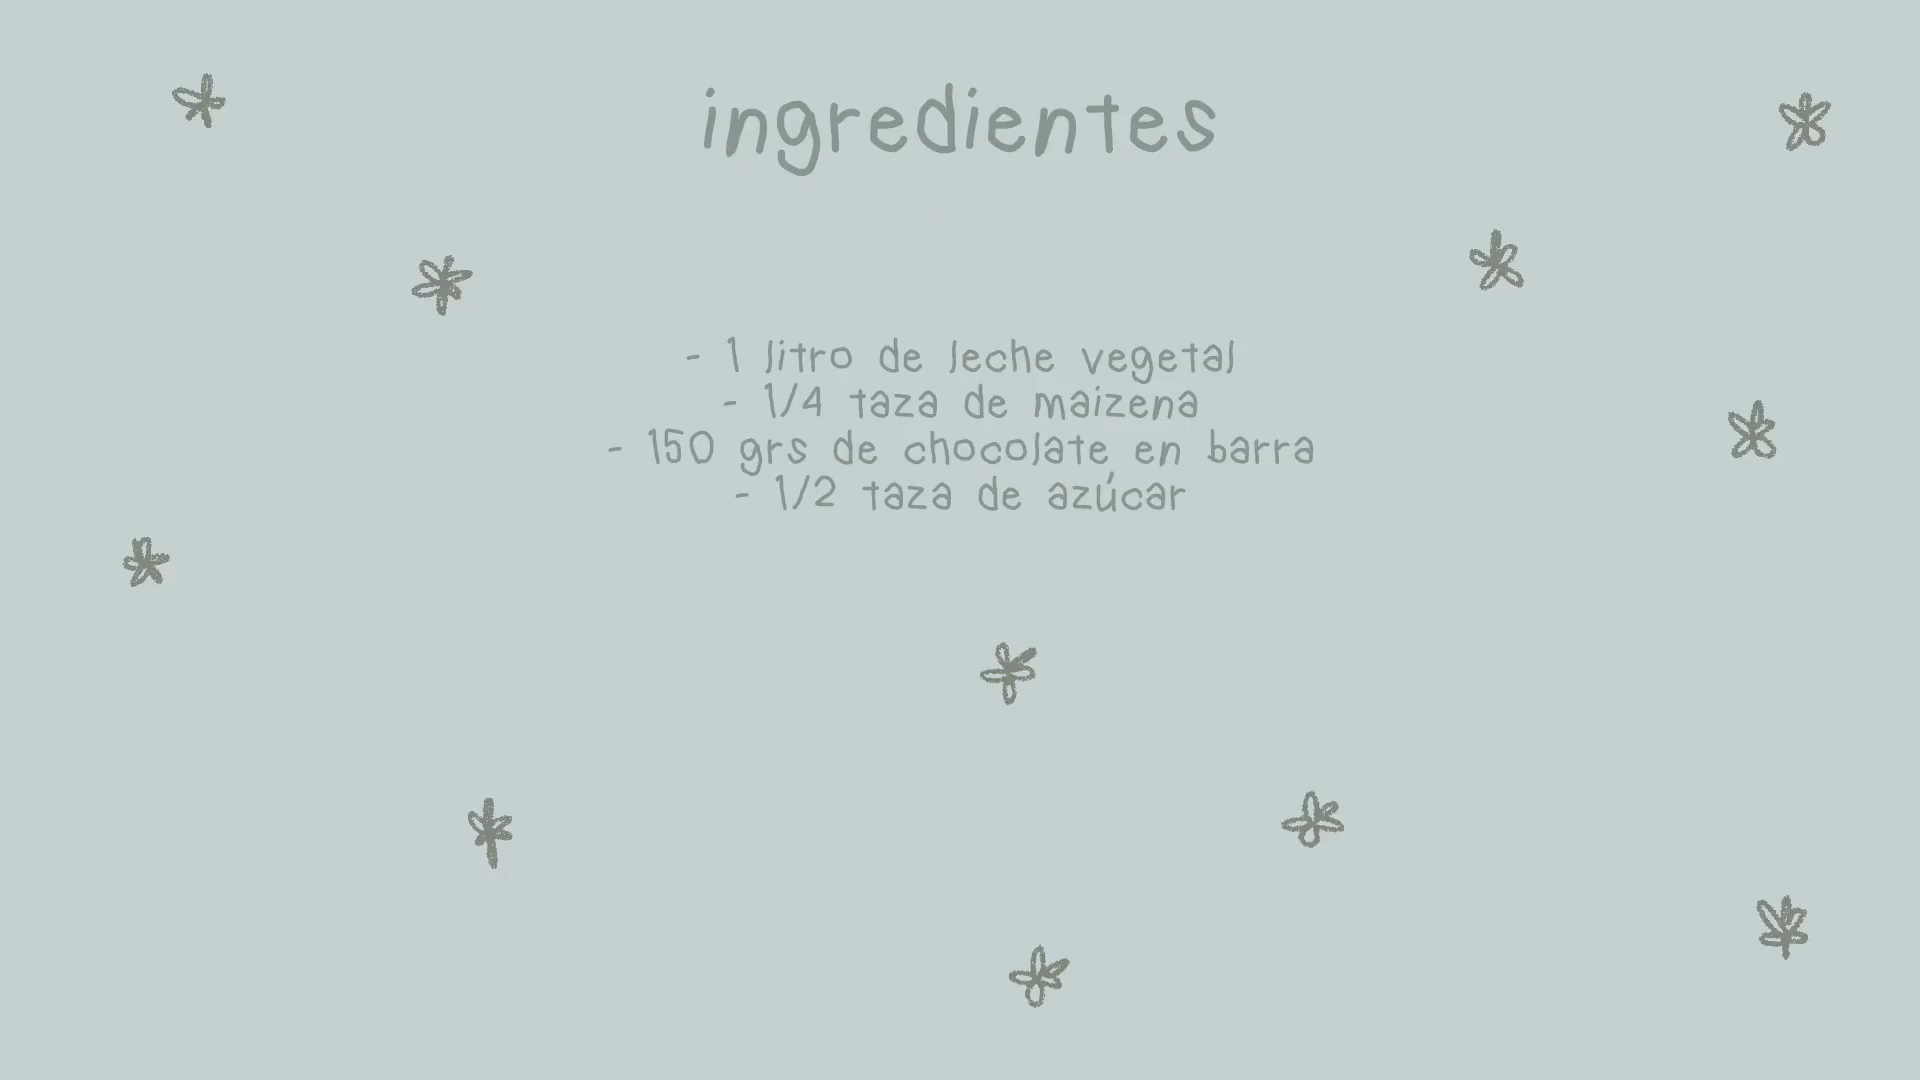 ingredientes
- 1 litro de leche vegetal
- 1/4 taza de maizena
- 150 grs de chocolate en barra
- 1/2 taza de azúcar